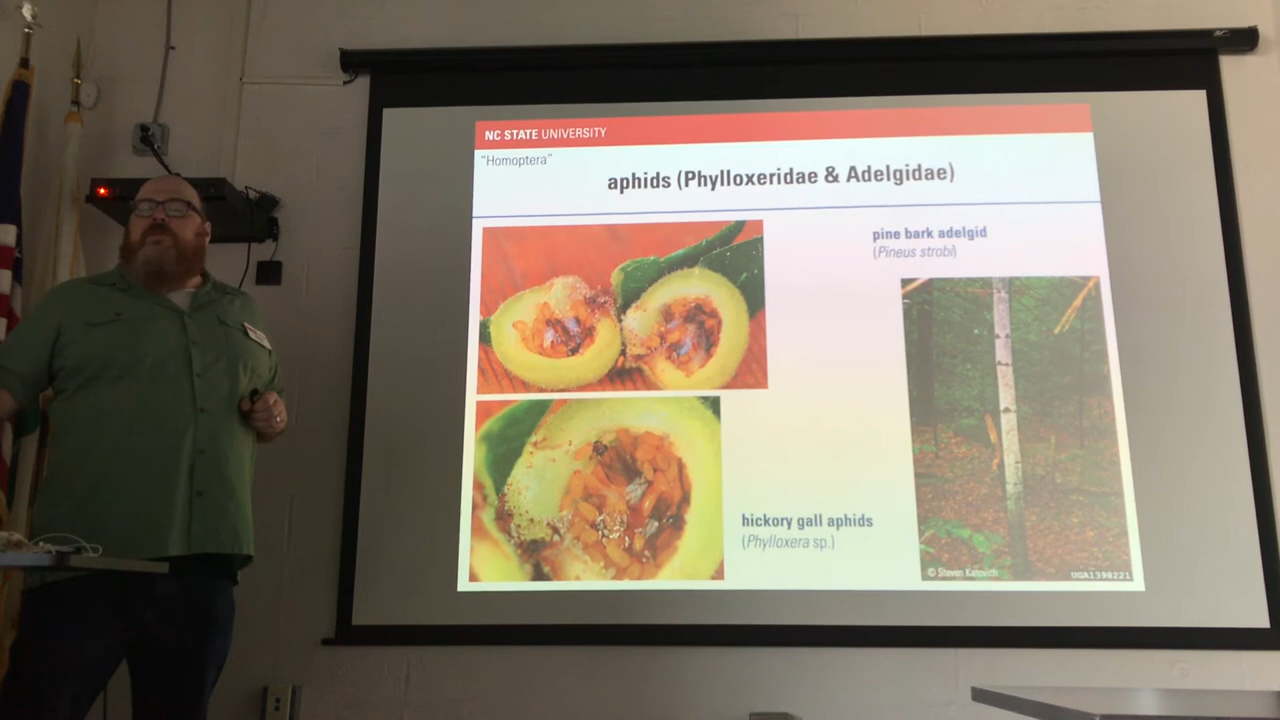 NC STATE UNIVERSITY
"Homoptera"
aphids (Phylloxeridae & Adelgidae)
pine bark adelgid
(Pineus strobi)
hickory gall aphids
(Phylloxera sp.)
© Steven Katovich
UGA1398221